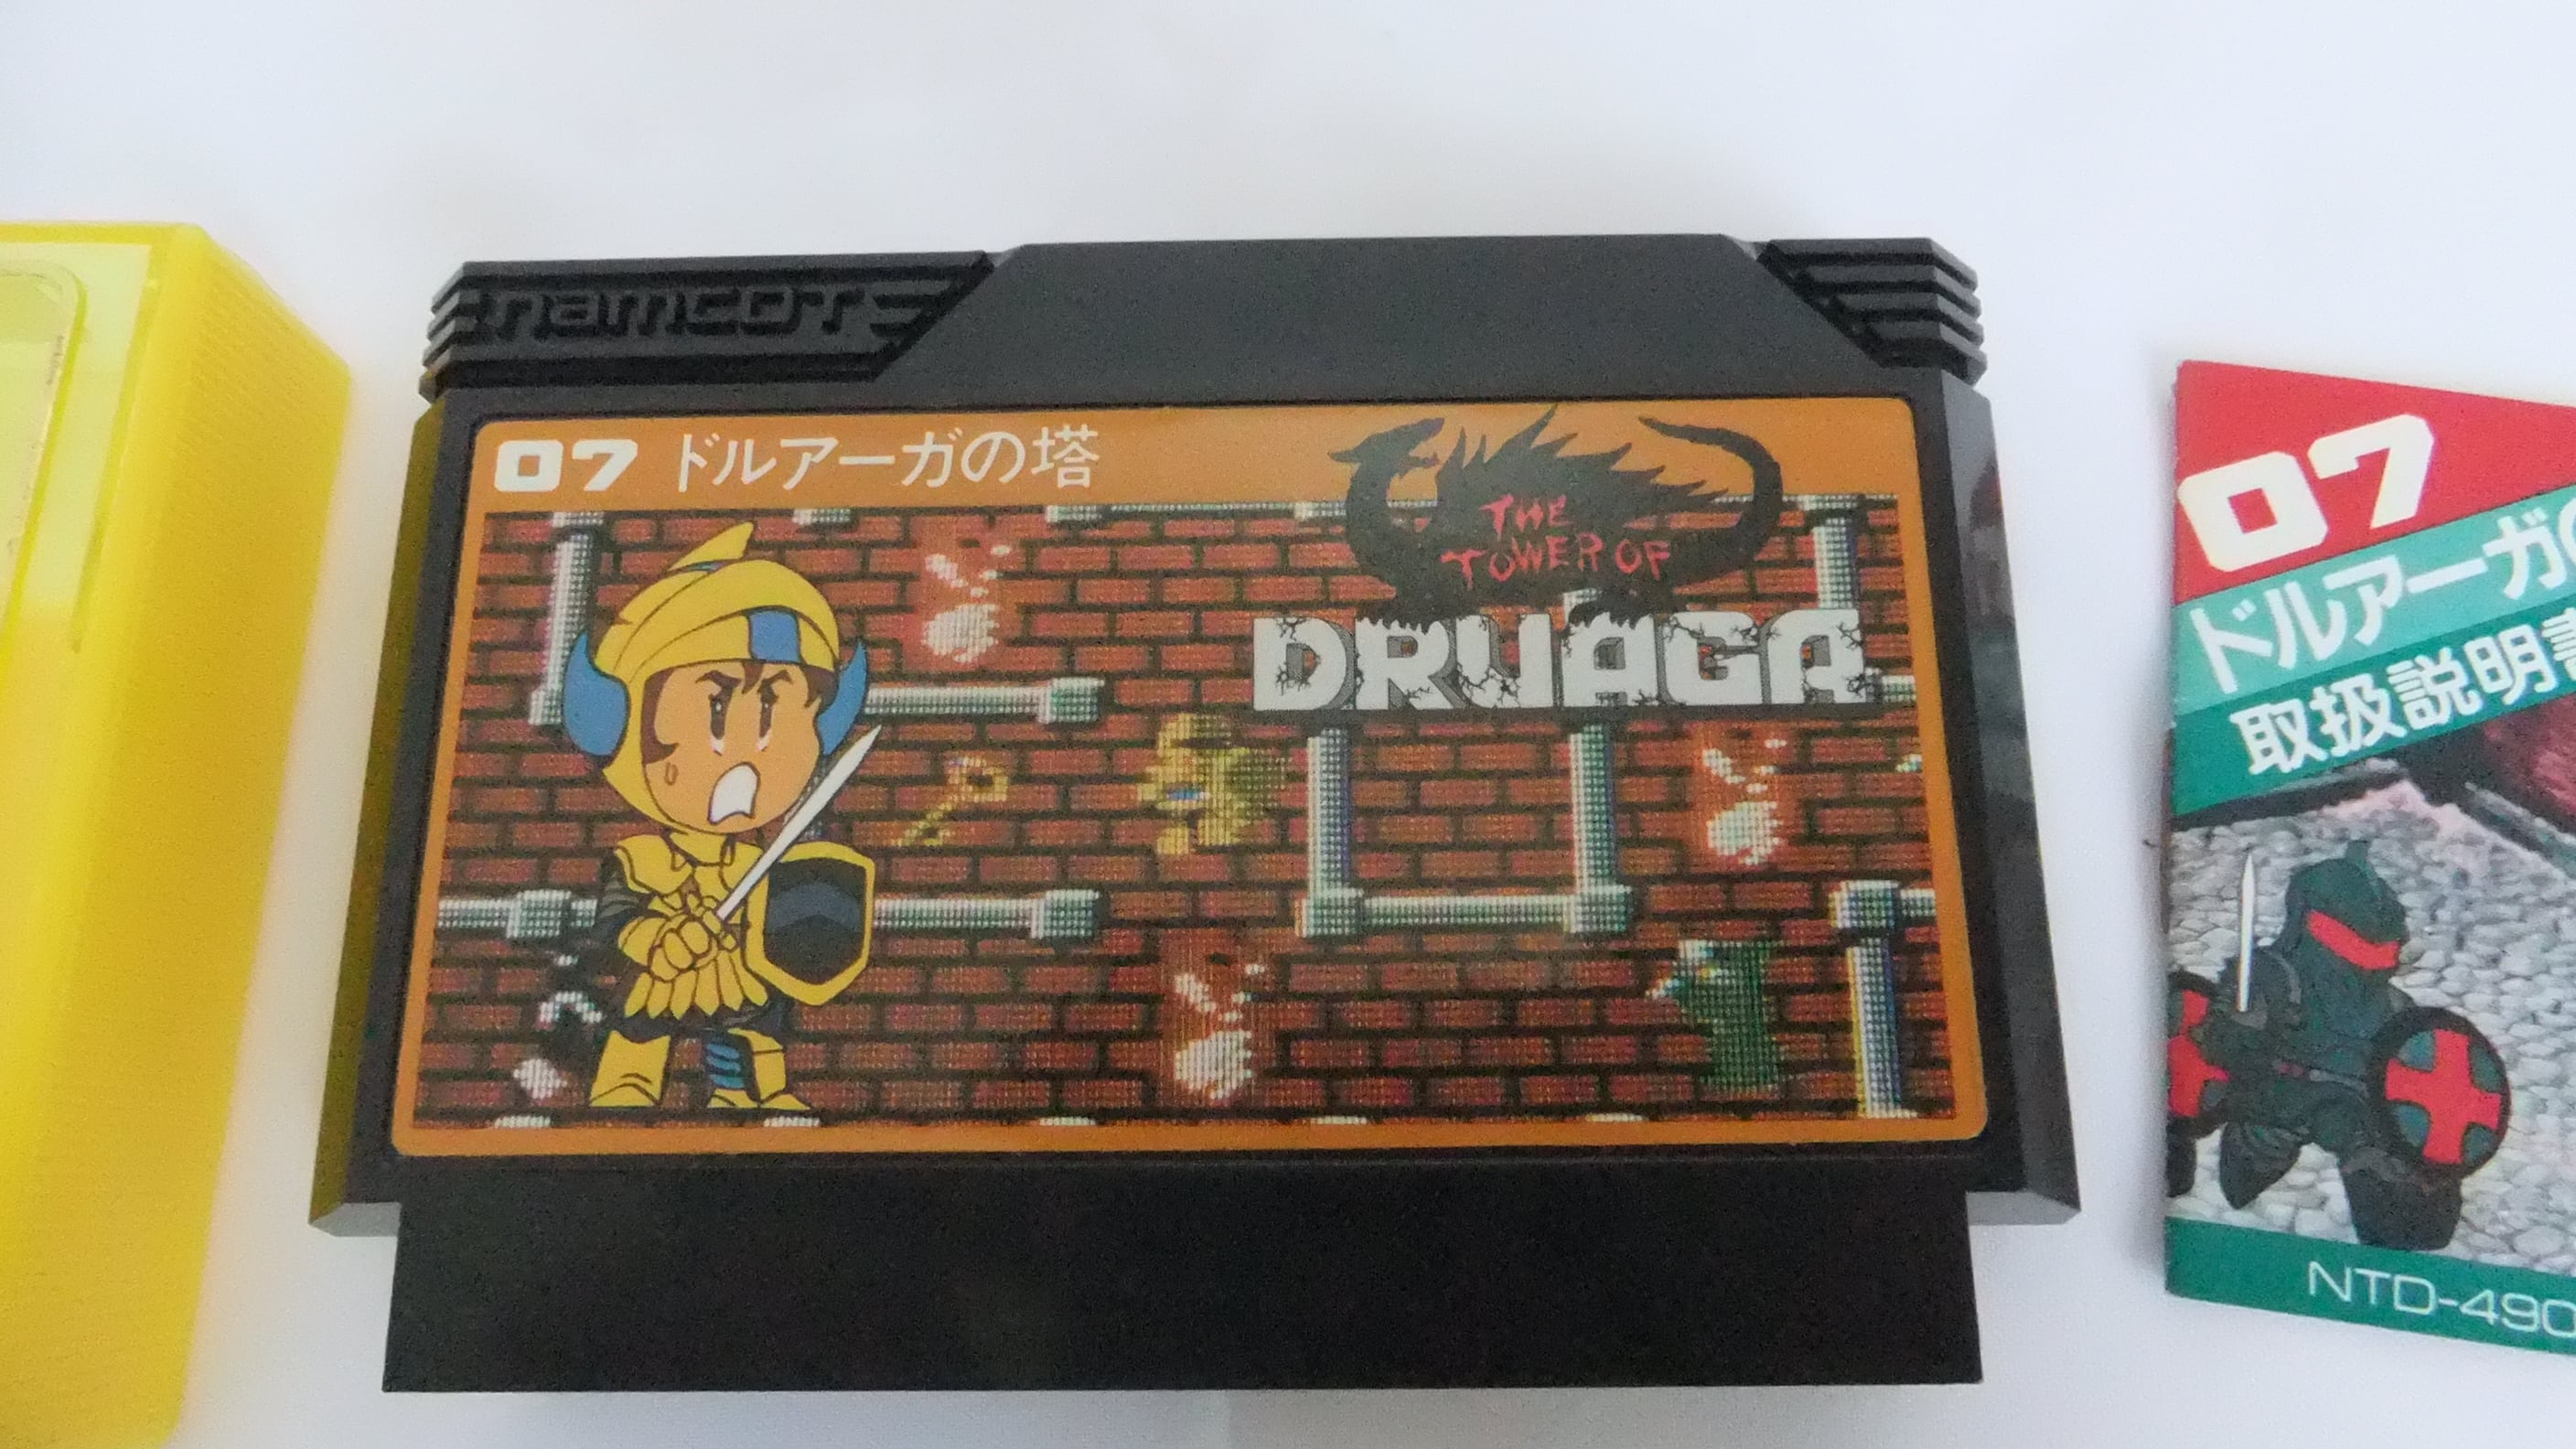 namcot
07 ドルアーガの塔
THE
TOWER OF
DRUAGA
07
ドルアーガ
取扱説明
NTD-490